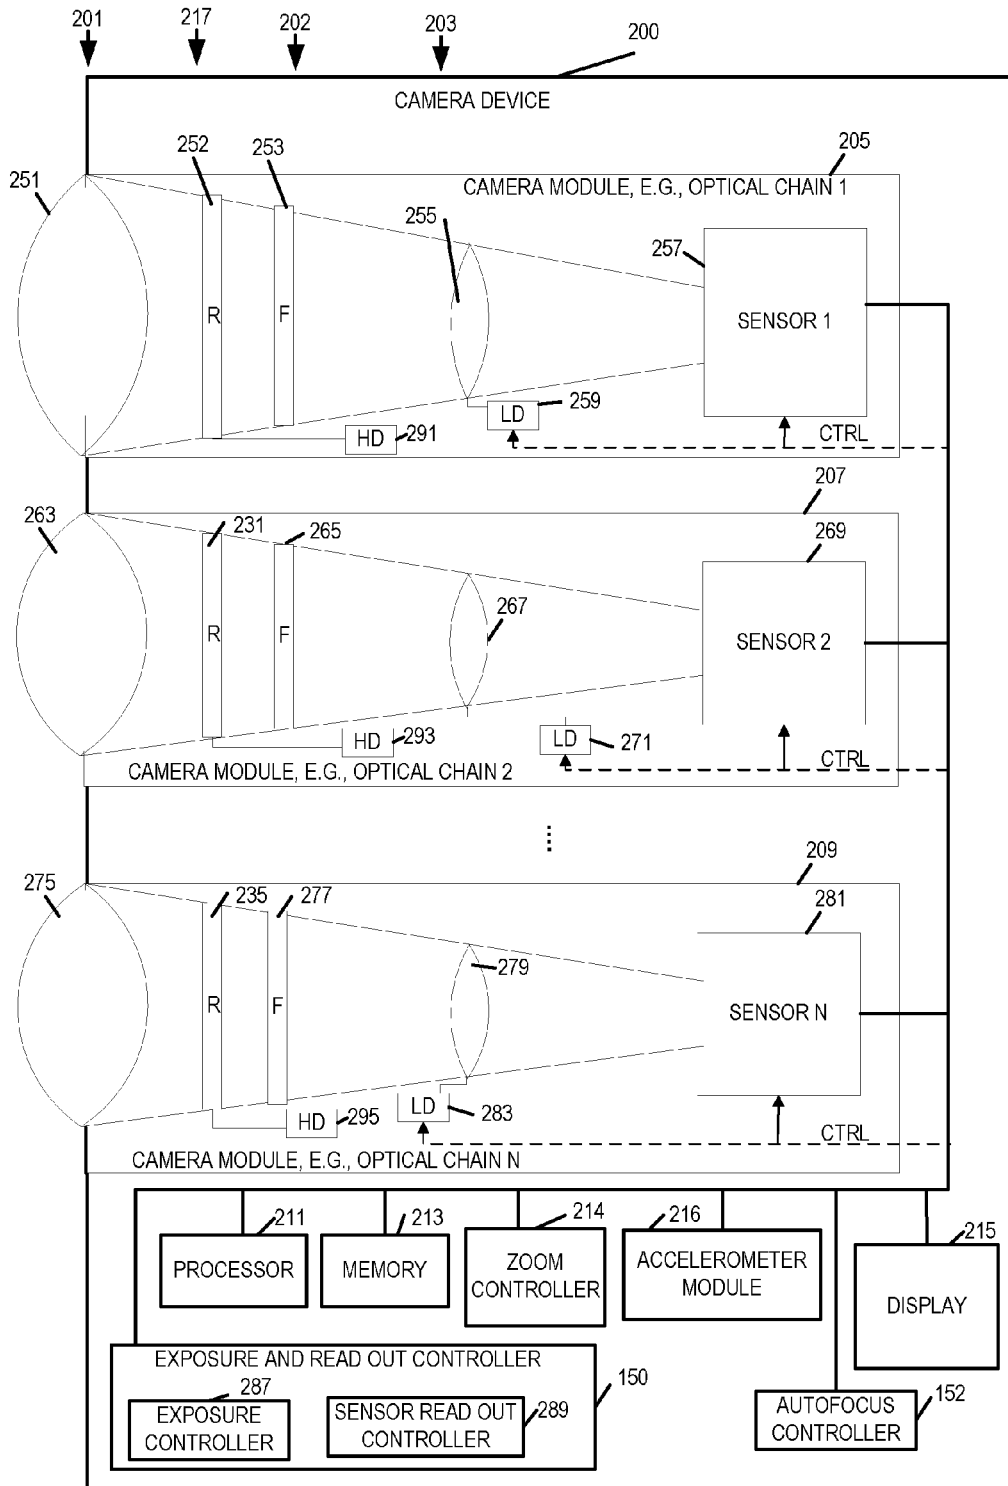 201
217
202
203
200
CAMERA DEVICE
252
253
205
251
CAMERA MODULE, E.G., OPTICAL CHAIN 1
255
257
R
F
SENSOR 1
LD
259
HD
291
CTRL
207
263
231
265
269
267
R
F
SENSOR 2
HD
293
LD
271
CTRL
CAMERA MODULE, E.G., OPTICAL CHAIN 2
209
275
235
277
281
279
R
F
SENSOR N
LD
283
HD
295
CTRL
CAMERA MODULE, E.G., OPTICAL CHAIN N
211
213
214
216
215
PROCESSOR
MEMORY
ZOOM
CONTROLLER
ACCELEROMETER
MODULE
DISPLAY
EXPOSURE AND READ OUT CONTROLLER
150
287
EXPOSURE
CONTROLLER
SENSOR READ OUT
CONTROLLER
289
AUTOFOCUS
CONTROLLER
152